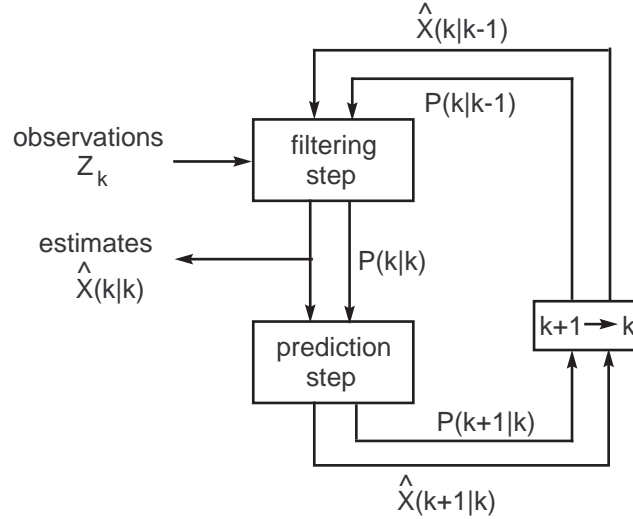 X̂(k|k-1)
P(k|k-1)
observations
Z_k
filtering
step
estimates
X̂(k|k)
P(k|k)
k+1 → k
prediction
step
P(k+1|k)
X̂(k+1|k)